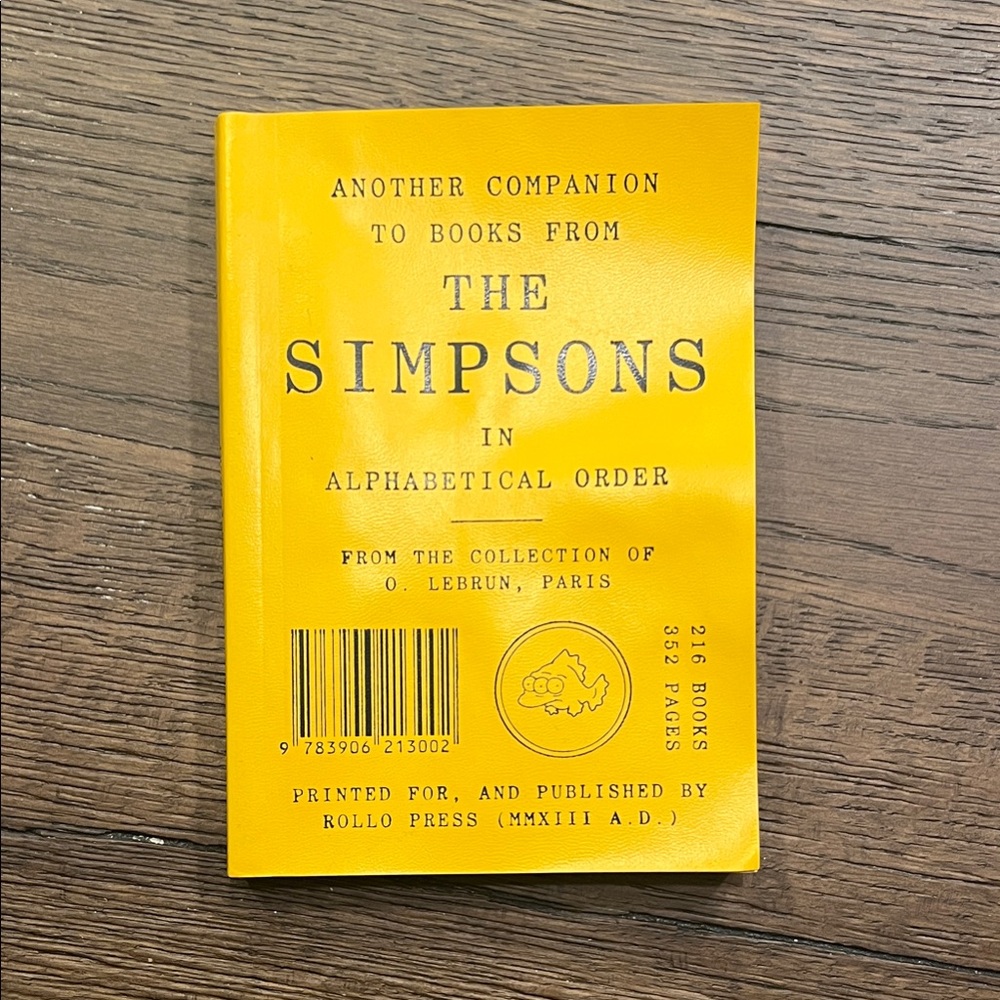 ANOTHER COMPANION
TO BOOKS FROM
THE
SIMPSONS
IN
ALPHABETICAL ORDER
FROM THE COLLECTION OF
O. LEBRUN, PARIS
9 783906 213002
216 BOOKS
352 PAGES
PRINTED FOR, AND PUBLISHED BY
ROLLO PRESS (MMXIII A.D.)